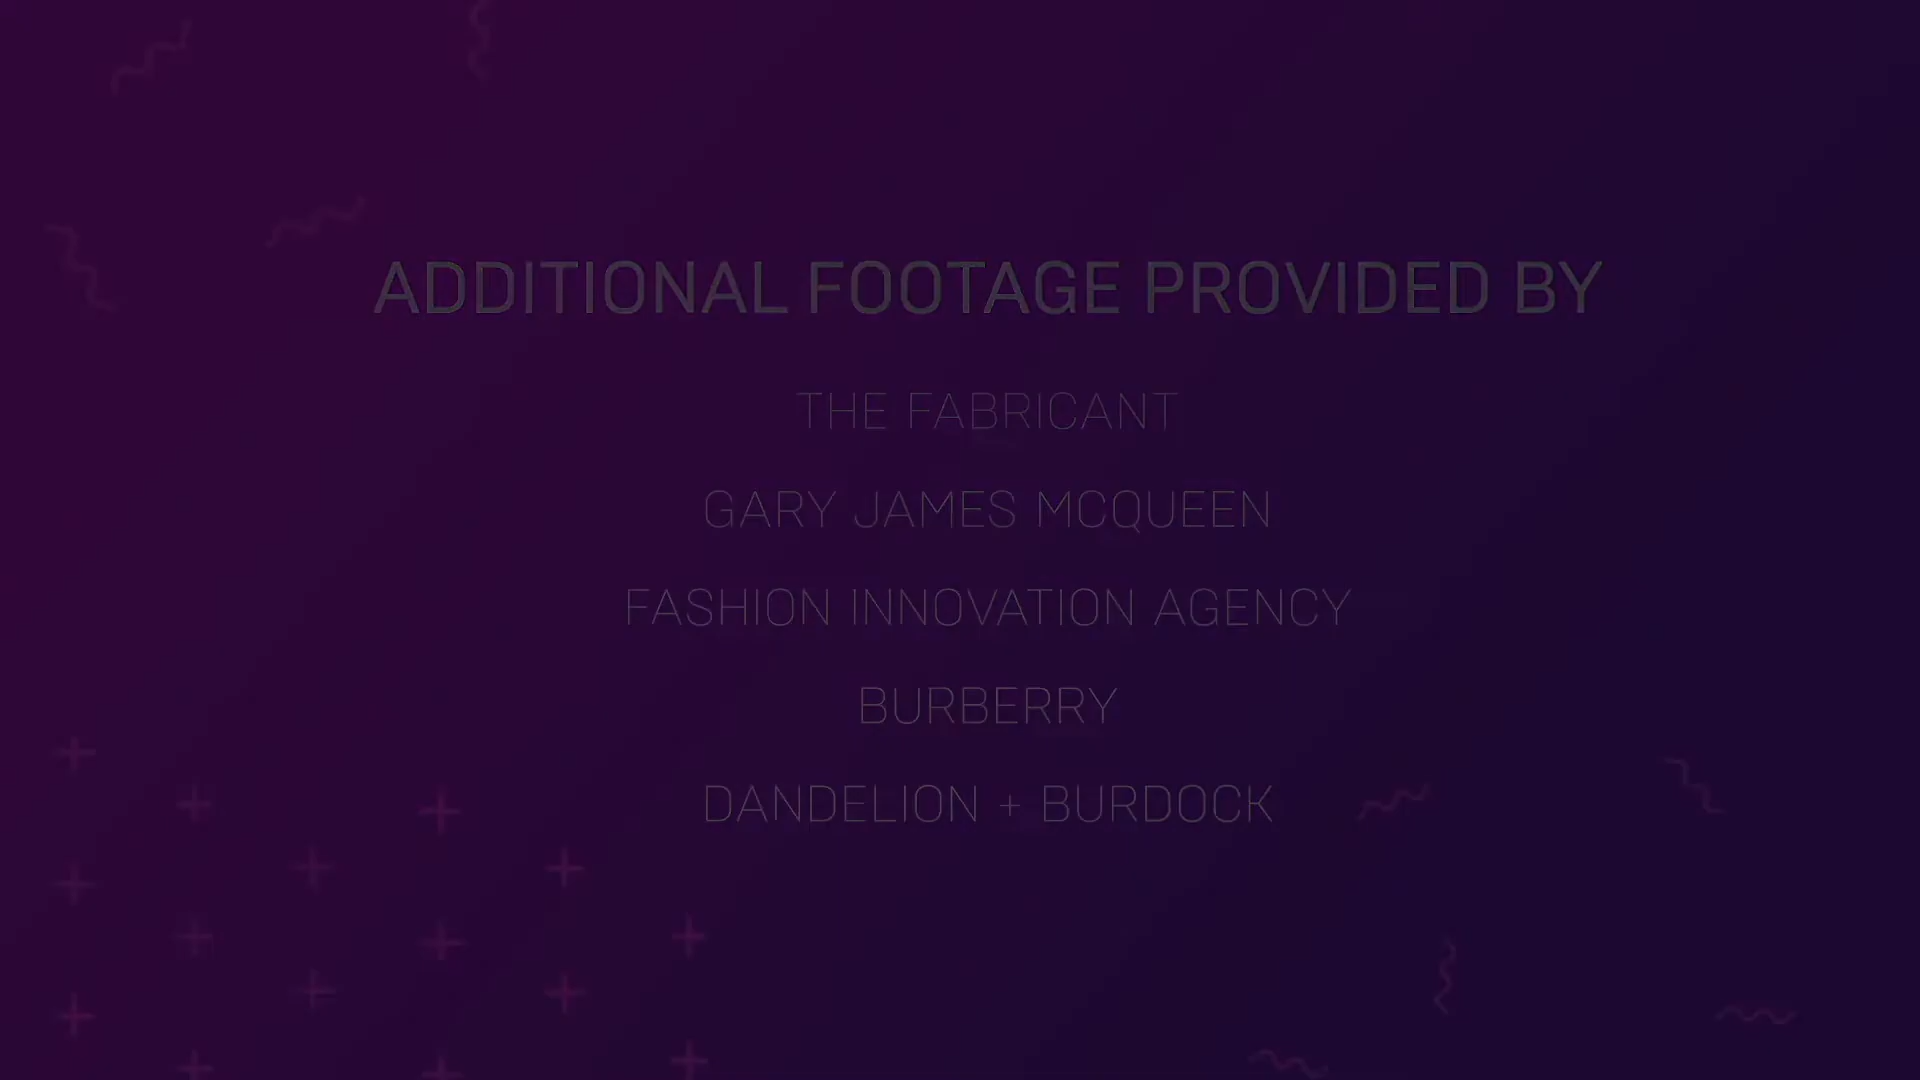 ADDITIONAL FOOTAGE PROVIDED BY
THE FABRICANT
GARY JAMES MCQUEEN
FASHION INNOVATION AGENCY
BURBERRY
DANDELION + BURDOCK